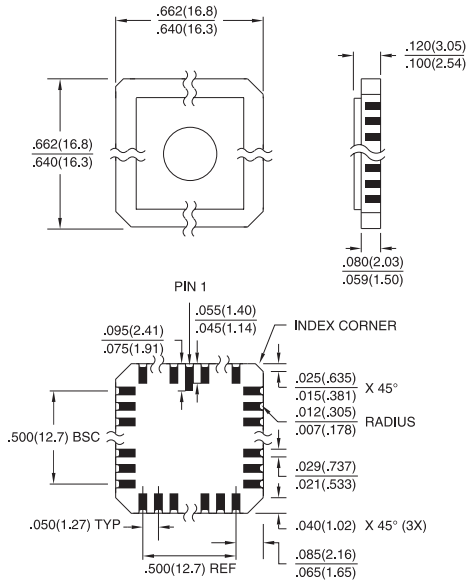 .662(16.8)
.640(16.3)
.120(3.05)
.100(2.54)
.662(16.8)
.640(16.3)
.080(2.03)
.059(1.50)
PIN 1
.055(1.40)
.045(1.14)
.095(2.41)
.075(1.91)
INDEX CORNER
.025(.635)
.015(.381)
X 45°
.012(.305)
.007(.178)
RADIUS
.500(12.7) BSC
.029(.737)
.021(.533)
.050(1.27) TYP
.040(1.02) X 45° (3X)
.500(12.7) REF
.085(2.16)
.065(1.65)